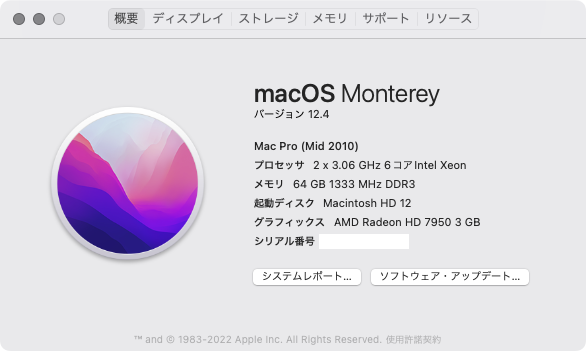 概要 ディスプレイ ストレージ メモリ サポート リソース
macOS Monterey
バージョン 12.4
Mac Pro (Mid 2010)
プロセッサ 2 x 3.06 GHz 6コアIntel Xeon
メモリ 64 GB 1333 MHz DDR3
起動ディスク Macintosh HD 12
グラフィックス AMD Radeon HD 7950 3 GB
シリアル番号
システムレポート... ソフトウェア・アップデート...
™ and © 1983-2022 Apple Inc. All Rights Reserved. 使用許諾契約